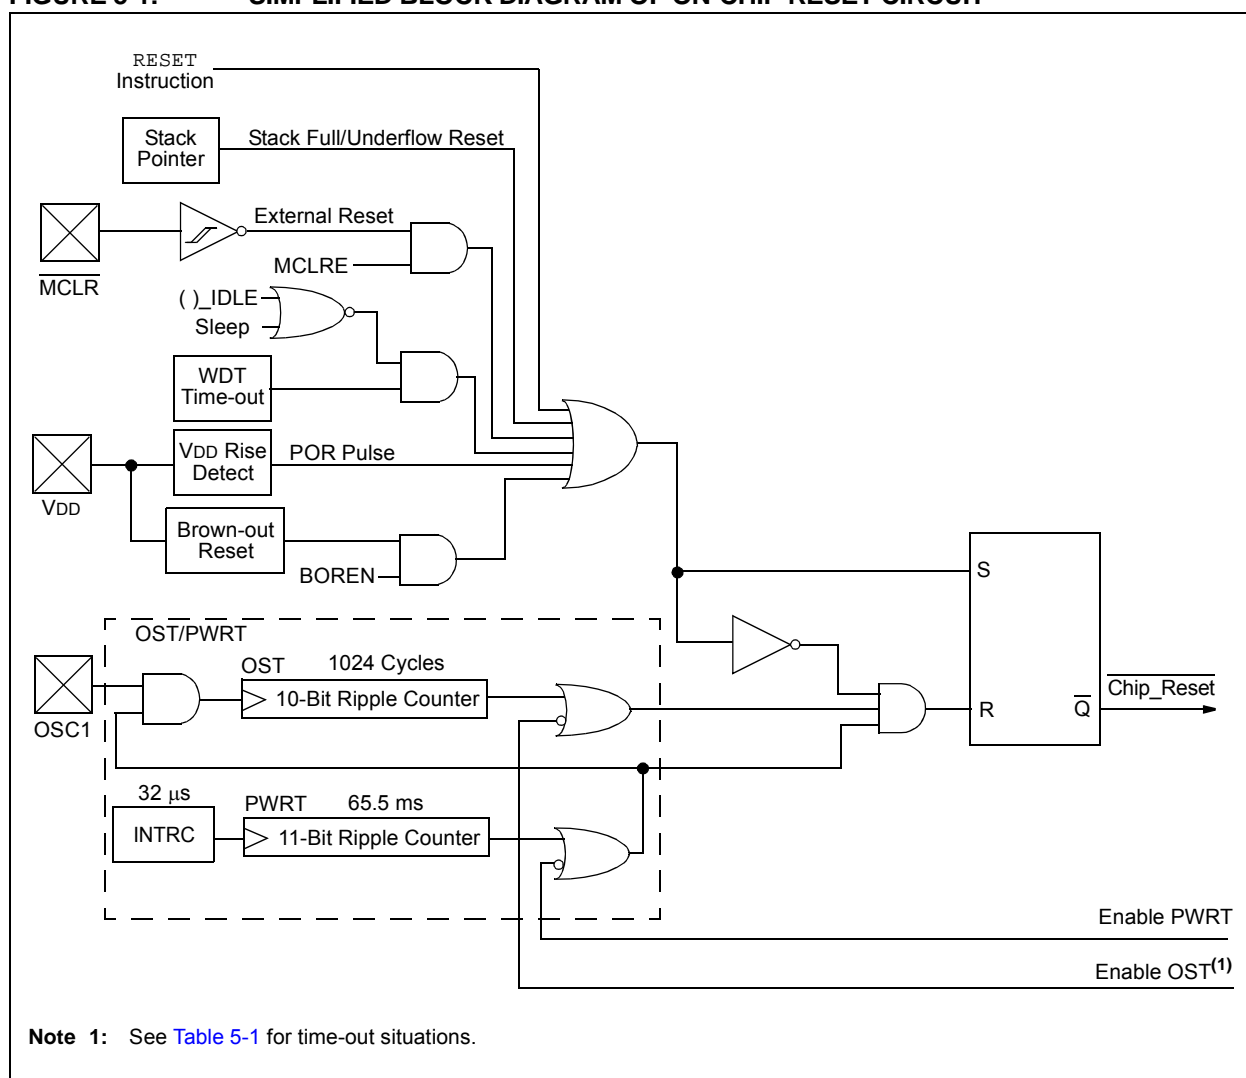 RESET
Instruction
Stack
Pointer
Stack Full/Underflow Reset
External Reset
MCLRE
MCLR
( )_IDLE
Sleep
WDT
Time-out
VDD Rise
Detect
POR Pulse
VDD
Brown-out
Reset
BOREN
S
OST/PWRT
OST 1024 Cycles
10-Bit Ripple Counter
OSC1
R
Q
Chip_Reset
32 μs
INTRC
PWRT 65.5 ms
11-Bit Ripple Counter
Enable PWRT
Enable OST(1)
Note 1: See Table 5-1 for time-out situations.